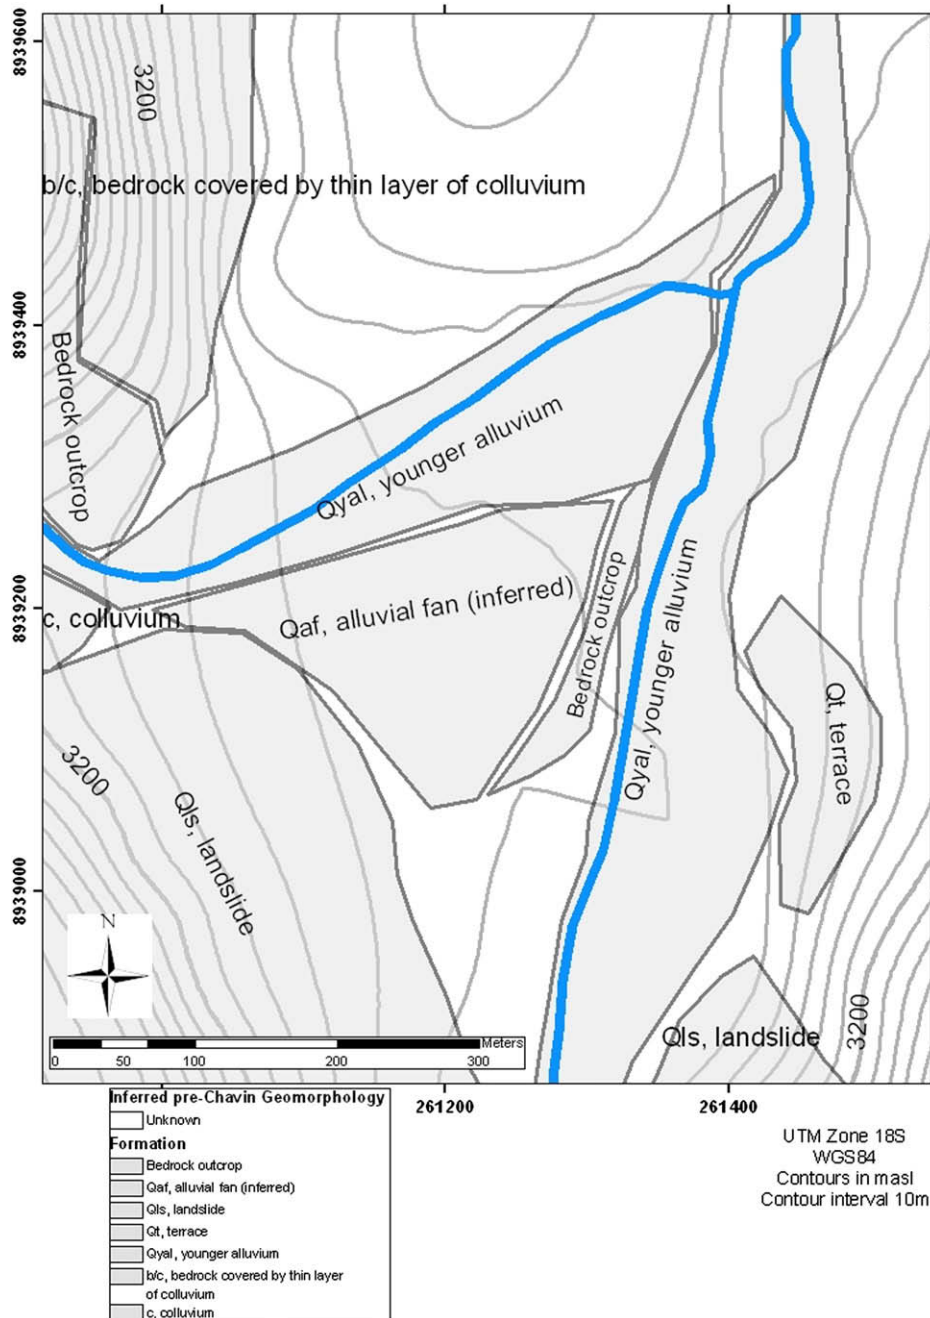 8939600
3200
b/c, bedrock covered by thin layer of colluvium
8939400
Bedrock outcrop
Qyal, younger alluvium
8939200
c, colluvium
Qaf, alluvial fan (inferred)
Bedrock outcrop
Qyal, younger alluvium
Qt, terrace
3200
Qls, landslide
8939000
N
3200
Qls, landslide
0 50 100 200 300 Meters
261200 261400
Inferred pre-Chavin Geomorphology
Unknown
Formation
Bedrock outcrop
Qaf, alluvial fan (inferred)
Qls, landslide
Qt, terrace
Qyal, younger alluvium
b/c, bedrock covered by thin layer
of colluvium
c, colluvium
UTM Zone 18S
WGS84
Contours in masl
Contour interval 10m